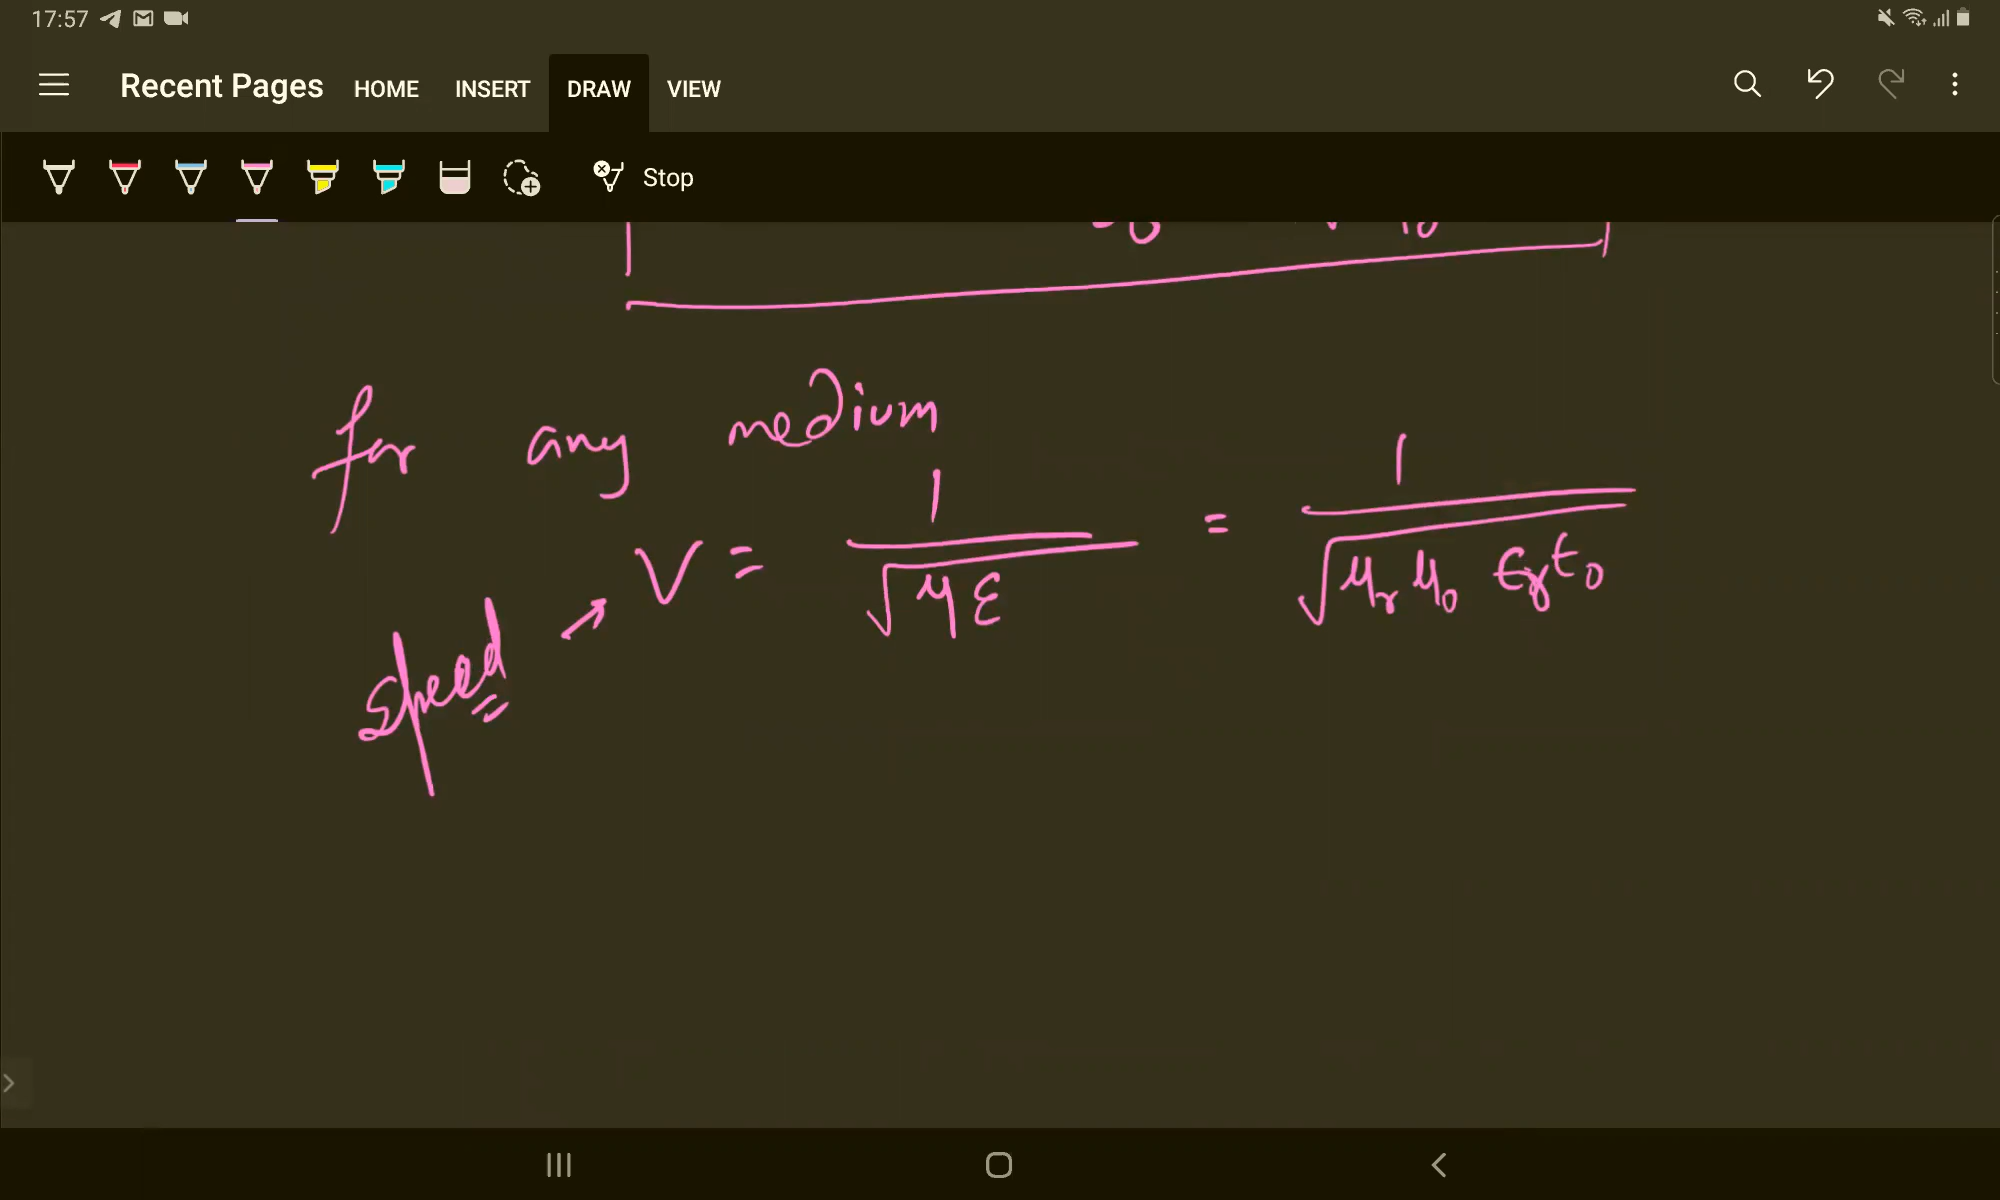 17:57
Recent Pages HOME INSERT DRAW VIEW
Stop
for any medium
speed → V = 1/√με = 1/√μrμ0 ϵrϵ0